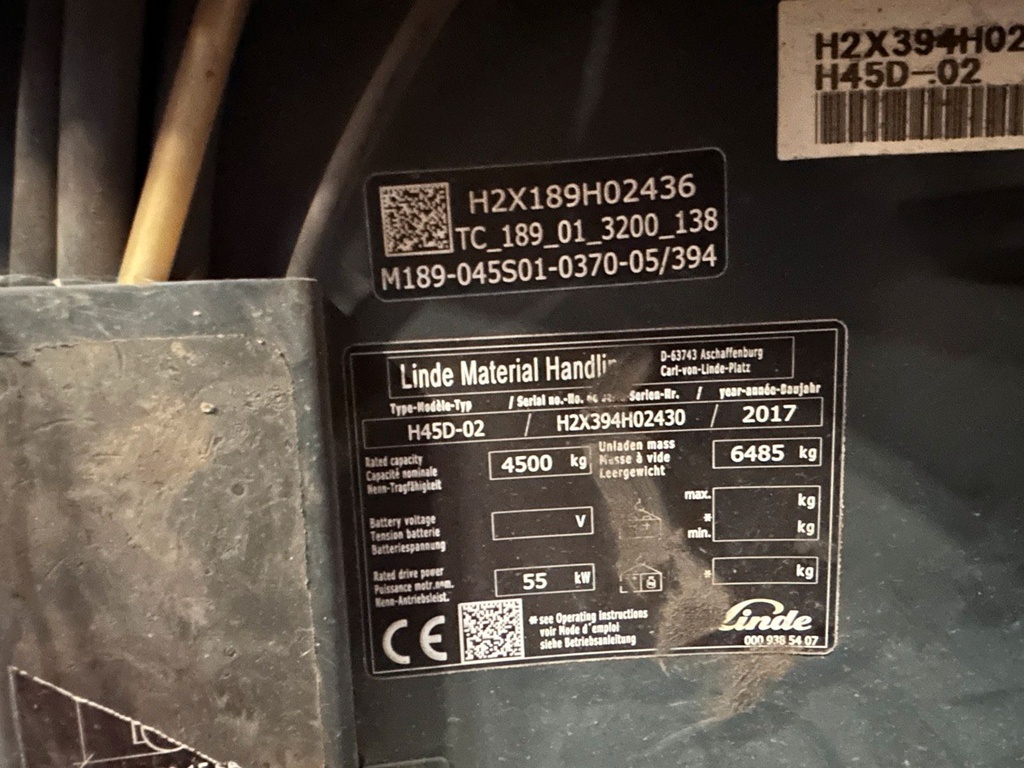 H2X394H02
H45D-02
H2X189H02436
TC_189_01_3200_138
M189-045S01-0370-05/394
Linde Material
D-63743 Aschaffenburg
Carl-von-Linde-Platz
Type-Modèle-Typ / Serial no.-No. Serien-Nr. / year-année-Baujahr
H45D-02 / H2X394H02430 / 2017
Rated capacity
Capacité nominale
Nenn-Tragfähigkeit
4500 kg
Unladen mass
Masse à vide
Leergewicht
6485 kg
Battery voltage
Tension batterie
Batteriespannung
V
max. kg
*
min. kg
Rated drive power
Puissance motr.nom.
Nenn-Antriebsleist.
55 kW
* kg
CE
* see Operating instructions
voir Mode d'emploi
siehe Betriebsanleitung
Linde
000 938 54 07